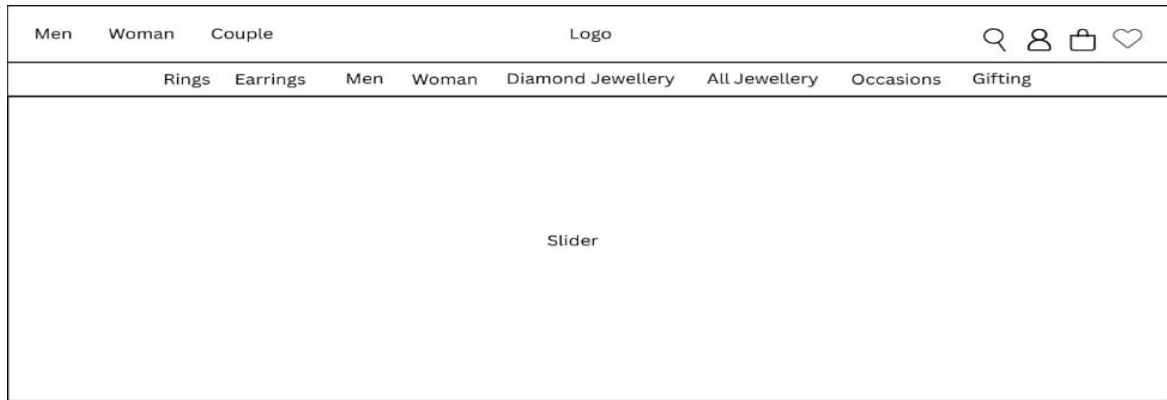 Men Woman Couple Logo
Rings Earrings Men Woman Diamond Jewellery All Jewellery Occasions Gifting
Slider